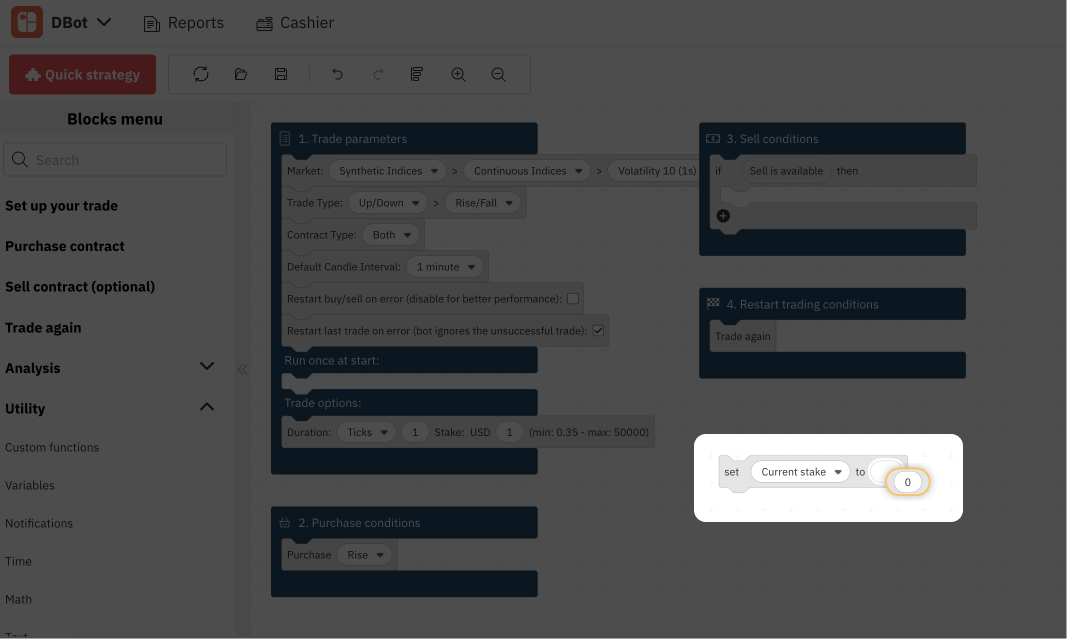 DBot
Reports
Cashier
Quick strategy
Blocks menu
Search
Set up your trade
Purchase contract
Sell contract (optional)
Trade again
Analysis
Utility
Custom functions
Variables
Notifications
Time
Math
Text
1. Trade parameters
Market: Synthetic Indices > Continuous Indices > Volatility 10 (1s)
Trade Type: Up/Down > Rise/Fall
Contract Type: Both
Default Candle Interval: 1 minute
Restart buy/sell on error (disable for better performance):
Restart last trade on error (bot ignores the unsuccessful trade):
Run once at start:
Trade options:
Duration: Ticks 1 Stake: USD 1 (min: 0.35 - max: 50000)
2. Purchase conditions
Purchase Rise
3. Sell conditions
if Sell is available then
4. Restart trading conditions
Trade again
set Current stake to
0